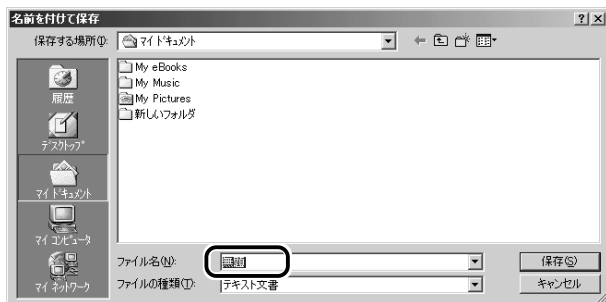 名前を付けて保存
保存する場所(I):
マイ ドキュメント
履歴
デスクトップ
マイ ドキュメント
マイ コンピュータ
マイ ネットワーク
My eBooks
My Music
My Pictures
新しいフォルダ
ファイル名(N):
保存(S)
ファイルの種類(T):
テキスト文書
キャンセル